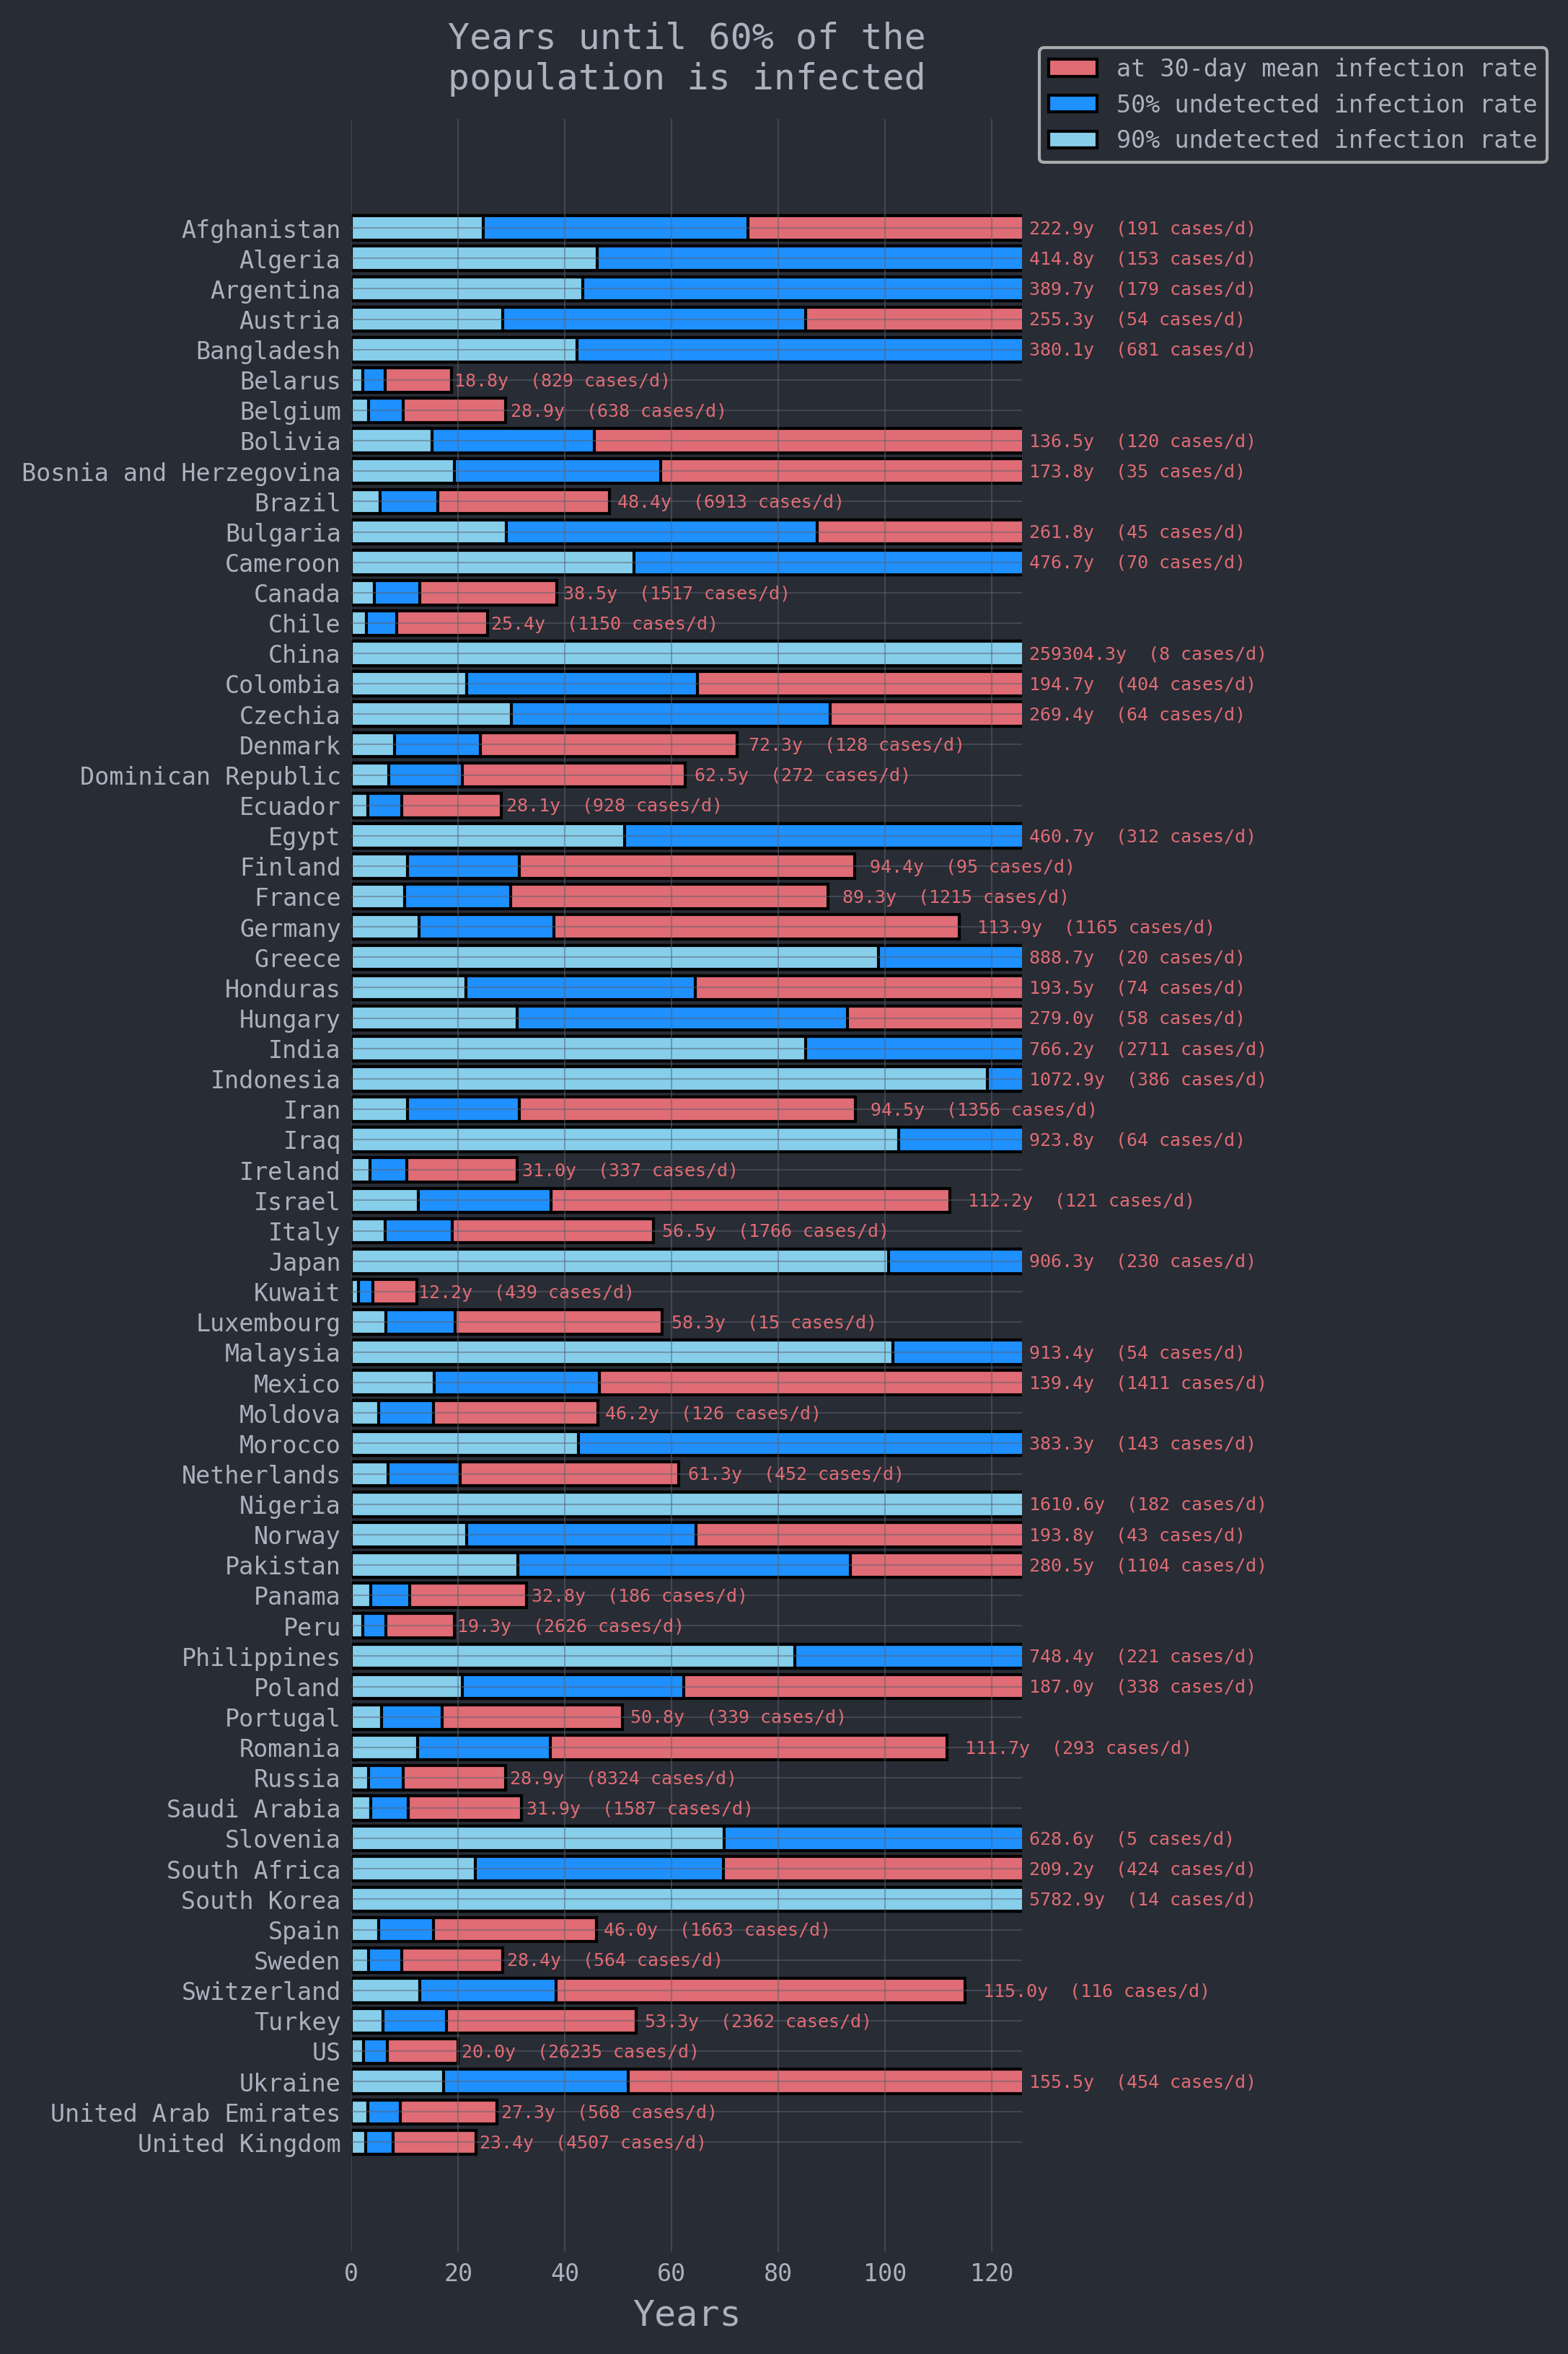 Years until 60% of the
population is infected
at 30-day mean infection rate
50% undetected infection rate
90% undetected infection rate
Afghanistan 222.9y (191 cases/d)
Algeria 414.8y (153 cases/d)
Argentina 389.7y (179 cases/d)
Austria 255.3y (54 cases/d)
Bangladesh 380.1y (681 cases/d)
Belarus 18.8y (829 cases/d)
Belgium 28.9y (638 cases/d)
Bolivia 136.5y (120 cases/d)
Bosnia and Herzegovina 173.8y (35 cases/d)
Brazil 48.4y (6913 cases/d)
Bulgaria 261.8y (45 cases/d)
Cameroon 476.7y (70 cases/d)
Canada 38.5y (1517 cases/d)
Chile 25.4y (1150 cases/d)
China 259304.3y (8 cases/d)
Colombia 194.7y (404 cases/d)
Czechia 269.4y (64 cases/d)
Denmark 72.3y (128 cases/d)
Dominican Republic 62.5y (272 cases/d)
Ecuador 28.1y (928 cases/d)
Egypt 460.7y (312 cases/d)
Finland 94.4y (95 cases/d)
France 89.3y (1215 cases/d)
Germany 113.9y (1165 cases/d)
Greece 888.7y (20 cases/d)
Honduras 193.5y (74 cases/d)
Hungary 279.0y (58 cases/d)
India 766.2y (2711 cases/d)
Indonesia 1072.9y (386 cases/d)
Iran 94.5y (1356 cases/d)
Iraq 923.8y (64 cases/d)
Ireland 31.0y (337 cases/d)
Israel 112.2y (121 cases/d)
Italy 56.5y (1766 cases/d)
Japan 906.3y (230 cases/d)
Kuwait 12.2y (439 cases/d)
Luxembourg 58.3y (15 cases/d)
Malaysia 913.4y (54 cases/d)
Mexico 139.4y (1411 cases/d)
Moldova 46.2y (126 cases/d)
Morocco 383.3y (143 cases/d)
Netherlands 61.3y (452 cases/d)
Nigeria 1610.6y (182 cases/d)
Norway 193.8y (43 cases/d)
Pakistan 280.5y (1104 cases/d)
Panama 32.8y (186 cases/d)
Peru 19.3y (2626 cases/d)
Philippines 748.4y (221 cases/d)
Poland 187.0y (338 cases/d)
Portugal 50.8y (339 cases/d)
Romania 111.7y (293 cases/d)
Russia 28.9y (8324 cases/d)
Saudi Arabia 31.9y (1587 cases/d)
Slovenia 628.6y (5 cases/d)
South Africa 209.2y (424 cases/d)
South Korea 5782.9y (14 cases/d)
Spain 46.0y (1663 cases/d)
Sweden 28.4y (564 cases/d)
Switzerland 115.0y (116 cases/d)
Turkey 53.3y (2362 cases/d)
US 20.0y (26235 cases/d)
Ukraine 155.5y (454 cases/d)
United Arab Emirates 27.3y (568 cases/d)
United Kingdom 23.4y (4507 cases/d)
0 20 40 60 80 100 120
Years